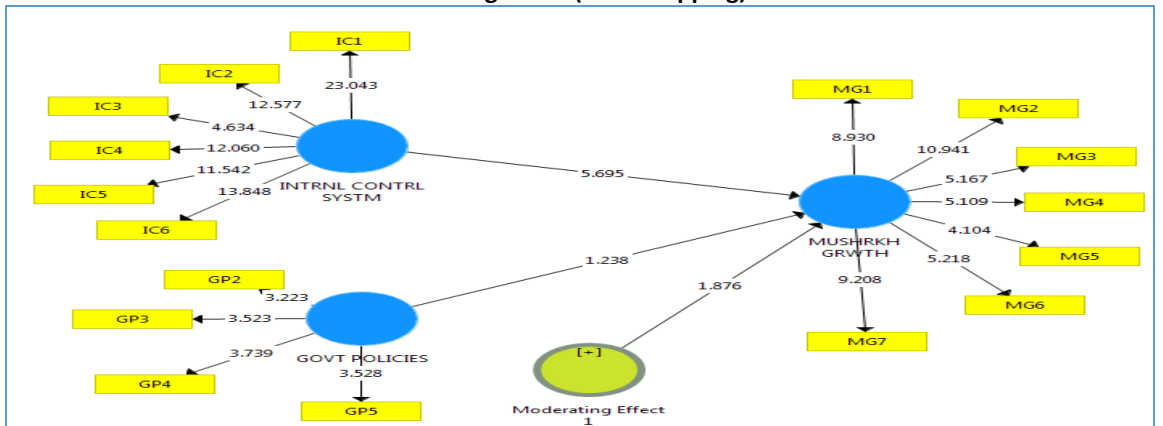 IC1
IC2
23.043
IC3
12.577
4.634
IC4
12.060
11.542
IC5
13.848
INTRNL CONTRL
SYSTM
IC6
5.695
MG1
MG2
8.930
10.941
MG3
5.167
5.109
MG4
4.104
MUSHRKH
GRWTH
MG5
5.218
9.208
MG6
MG7
GP2
3.223
GP3
3.523
3.739
GOVT POLICIES
3.528
GP4
GP5
1.238
1.876
[+]
Moderating Effect
1